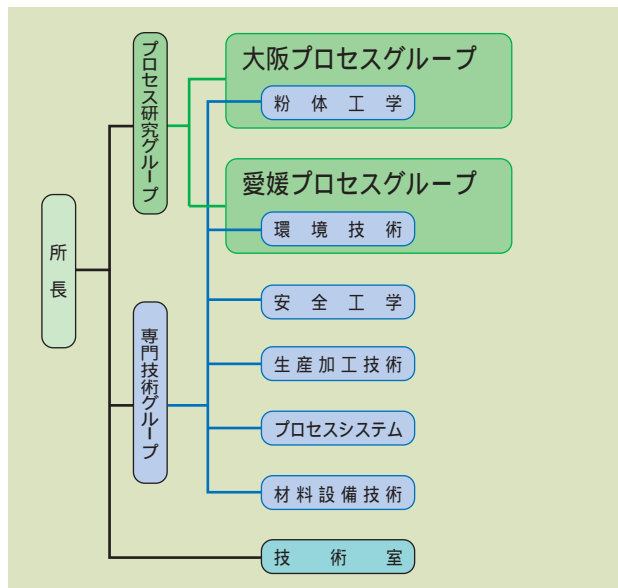 所長
プロセス研究グループ
大阪プロセスグループ
粉体工学
愛媛プロセスグループ
環境技術
専門技術グループ
安全工学
生産加工技術
プロセスシステム
材料設備技術
技術室